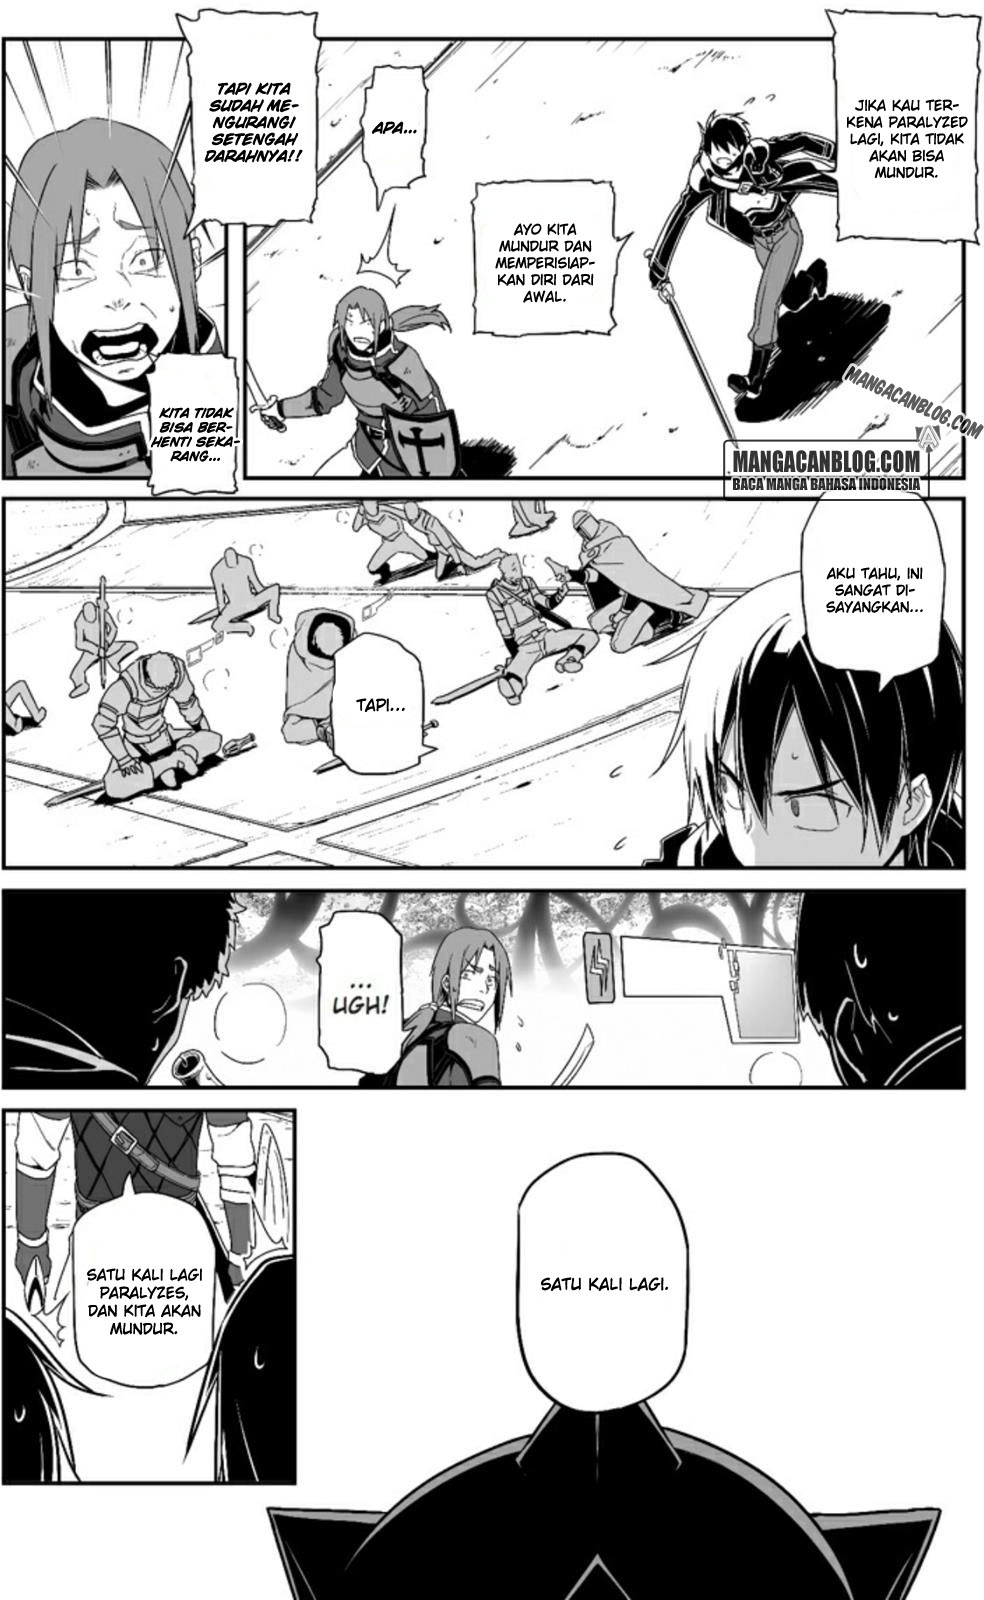 JIKA KAU TER-
KENA PARALYZED
LAGI, KITA TIDAK
AKAN BISA
MUNDUR.
AYO KITA
MUNDUR DAN
MEMPERISIAP-
KAN DIRI DARI
AWAL.
APA...
TAPI KITA
SUDAH ME-
NGURANGI
SETENGAH
DARAHNYA!!
KITA TIDAK
BISA BER-
HENTI SEKA-
RANG...
MANGACANBLOG.COM
MANGACANBLOG.COM
BACA MANGA BAHASA INDONESIA
AKU TAHU, INI
SANGAT DI-
SAYANGKAN...
TAPI...
...
UGH!
SATU KALI LAGI.
SATU KALI LAGI
PARALYZES,
DAN KITA AKAN
MUNDUR.